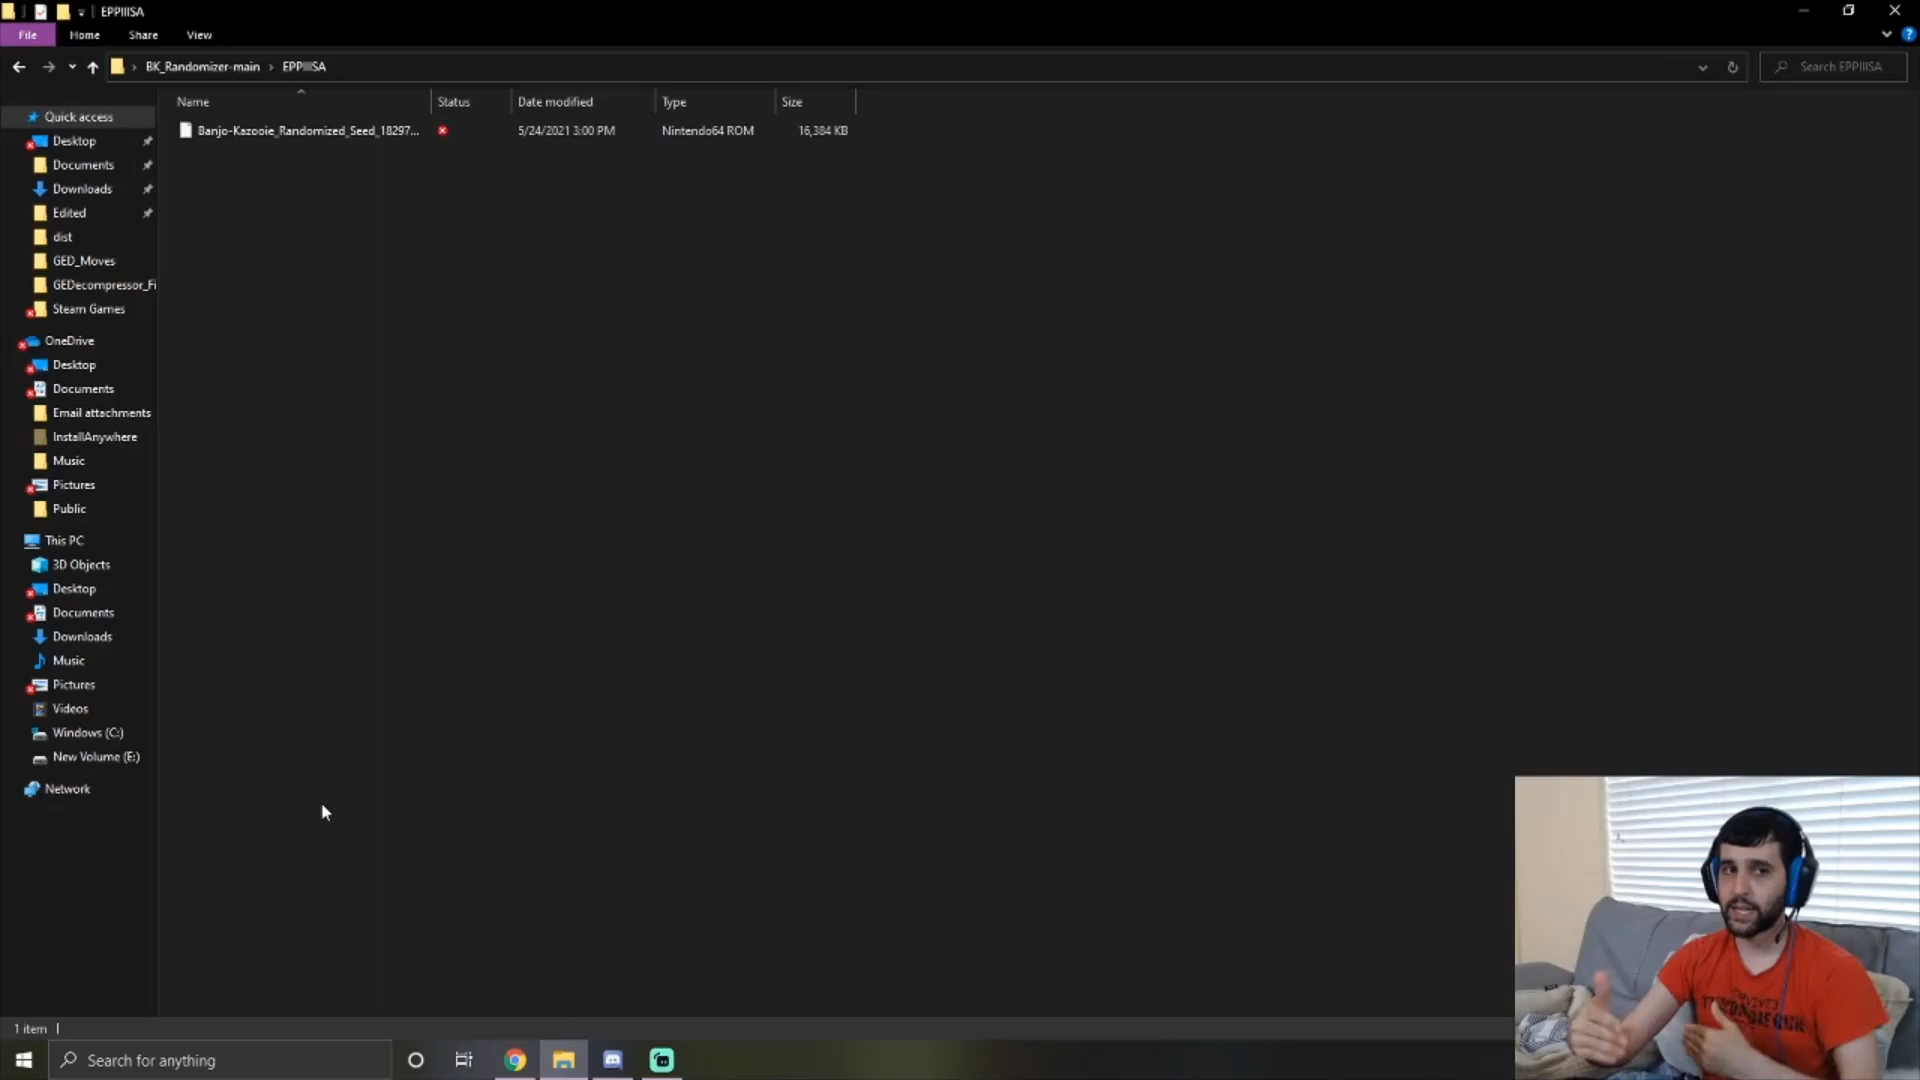 EPPIIISA
File Home Share View
BK_Randomizer-main > EPPIIISA
Search EPPIIISA
Name Status Date modified Type Size
Banjo-Kazooie_Randomized_Seed_18297... 5/24/2021 3:00 PM Nintendo64 ROM 16,384 KB
Quick access
Desktop
Documents
Downloads
Edited
dist
GED_Moves
GEDecompressor_Fi
Steam Games
OneDrive
Desktop
Documents
Email attachments
InstallAnywhere
Music
Pictures
Public
This PC
3D Objects
Desktop
Documents
Downloads
Music
Pictures
Videos
Windows (C:)
New Volume (E:)
Network
1 item
Search for anything